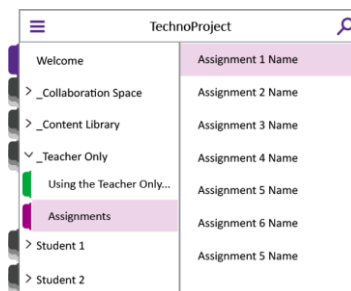 TechnoProject
Welcome
_Collaboration Space
_Content Library
_Teacher Only
Using the Teacher Only...
Assignments
Student 1
Student 2
Assignment 1 Name
Assignment 2 Name
Assignment 3 Name
Assignment 4 Name
Assignment 5 Name
Assignment 6 Name
Assignment 5 Name